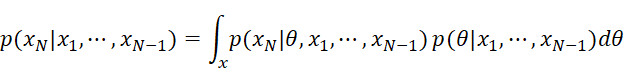 p(x_N|x_1,⋯,x_{N−1}) = ∫_x p(x_N|θ,x_1,⋯,x_{N−1}) p(θ|x_1,⋯,x_{N−1})dθ